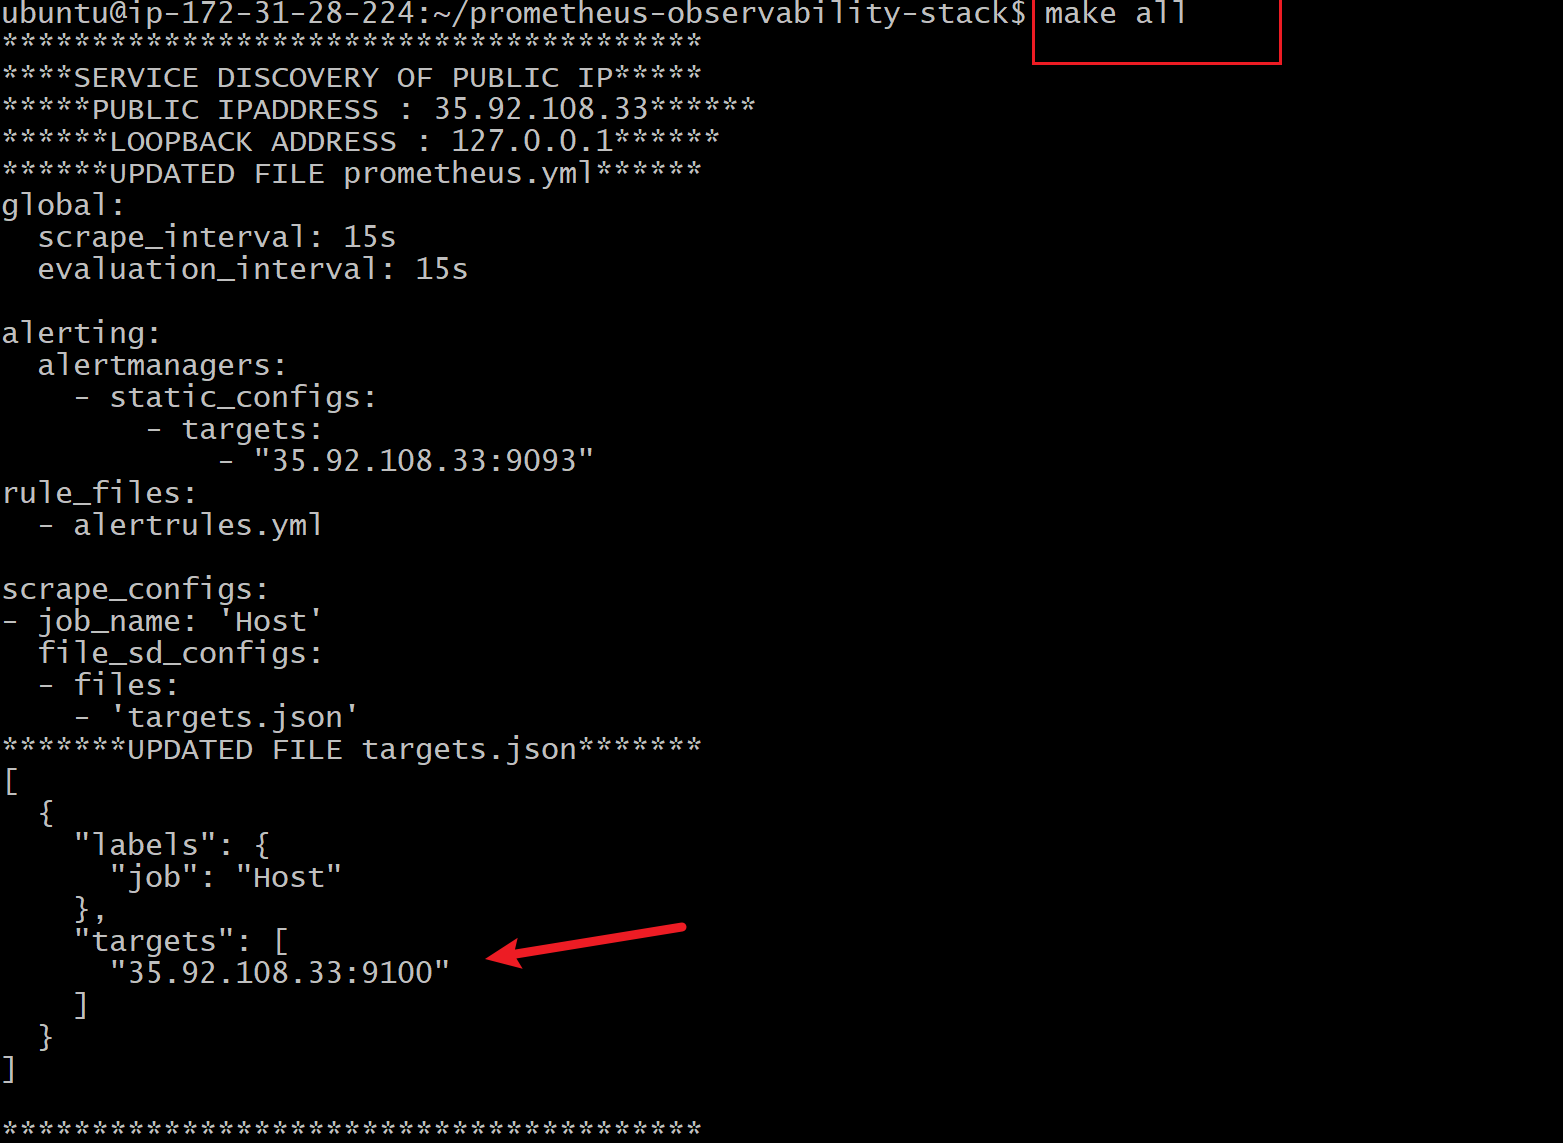 ubuntu@ip-172-31-28-224:~/prometheus-observability-stack$ make all
***************************************
****SERVICE DISCOVERY OF PUBLIC IP*****
*****PUBLIC IPADDRESS : 35.92.108.33******
******LOOPBACK ADDRESS : 127.0.0.1******
******UPDATED FILE prometheus.yml******
global:
  scrape_interval: 15s
  evaluation_interval: 15s

alerting:
  alertmanagers:
    - static_configs:
        - targets:
            - "35.92.108.33:9093"
rule_files:
  - alertrules.yml

scrape_configs:
- job_name: 'Host'
  file_sd_configs:
  - files:
    - 'targets.json'
*******UPDATED FILE targets.json*******
[
  {
    "labels": {
      "job": "Host"
    },
    "targets": [
      "35.92.108.33:9100"
    ]
  }
]

***************************************